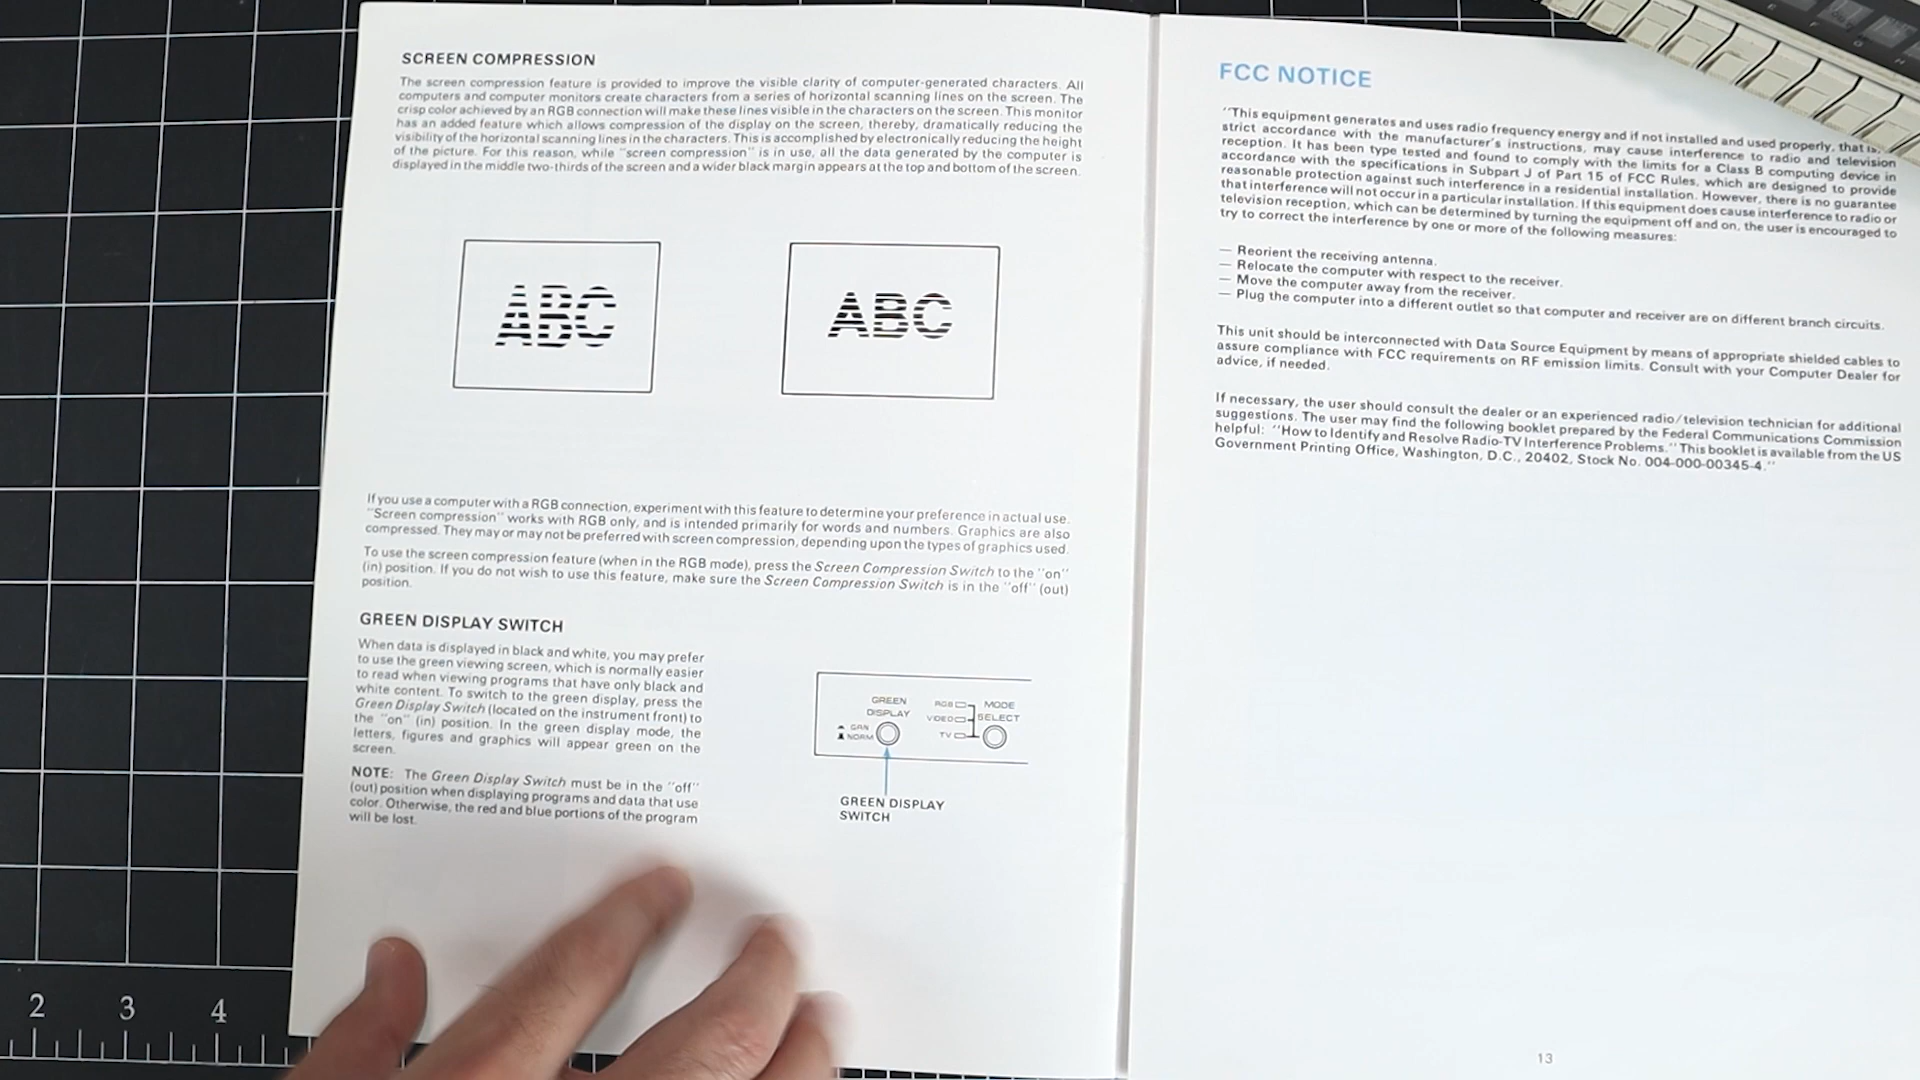 SCREEN COMPRESSION
The screen compression feature is provided to improve the visible clarity of computer-generated characters. All
computers and computer monitors create characters from a series of horizontal scanning lines on the screen. The
crisp color achieved by an RGB connection will make these lines visible in the characters on the screen. This monitor
has an added feature which allows compression of the display on the screen, thereby, dramatically reducing the
visibility of the horizontal scanning lines in the characters. This is accomplished by electronically reducing the height
of the picture. For this reason, while "screen compression" is in use, all the data generated by the computer is
displayed in the middle two-thirds of the screen and a wider black margin appears at the top and bottom of the screen.
ABC
ABC
If you use a computer with a RGB connection, experiment with this feature to determine your preference in actual use.
"Screen compression" works with RGB only, and is intended primarily for words and numbers. Graphics are also
compressed. They may or may not be preferred with screen compression, depending upon the types of graphics used.
To use the screen compression feature (when in the RGB mode), press the Screen Compression Switch to the "on"
(in) position. If you do not wish to use this feature, make sure the Screen Compression Switch is in the "off" (out)
position.
GREEN DISPLAY SWITCH
When data is displayed in black and white, you may prefer
to use the green viewing screen, which is normally easier
to read when viewing programs that have only black and
white content. To switch to the green display, press the
Green Display Switch (located on the instrument front) to
the "on" (in) position. In the green display mode, the
letters, figures and graphics will appear green on the
screen.
NOTE: The Green Display Switch must be in the "off"
(out) position when displaying programs and data that use
color. Otherwise, the red and blue portions of the program
will be lost.
GREEN
DISPLAY
GRN
NORM
RGB
VIDEO
TV
MODE
SELECT
GREEN DISPLAY
SWITCH
FCC NOTICE
"This equipment generates and uses radio frequency energy and if not installed and used properly, that is,
strict accordance with the manufacturer's instructions, may cause interference to radio and television
reception. It has been type tested and found to comply with the limits for a Class B computing device in
accordance with the specifications in Subpart J of Part 15 of FCC Rules, which are designed to provide
reasonable protection against such interference in a residential installation. However, there is no guarantee
that interference will not occur in a particular installation. If this equipment does cause interference to radio or
television reception, which can be determined by turning the equipment off and on, the user is encouraged to
try to correct the interference by one or more of the following measures:
— Reorient the receiving antenna.
— Relocate the computer with respect to the receiver.
— Move the computer away from the receiver.
— Plug the computer into a different outlet so that computer and receiver are on different branch circuits.
This unit should be interconnected with Data Source Equipment by means of appropriate shielded cables to
assure compliance with FCC requirements on RF emission limits. Consult with your Computer Dealer for
advice, if needed.
If necessary, the user should consult the dealer or an experienced radio/television technician for additional
suggestions. The user may find the following booklet prepared by the Federal Communications Commission
helpful: "How to Identify and Resolve Radio-TV Interference Problems." This booklet is available from the US
Government Printing Office, Washington, D.C., 20402, Stock No. 004-000-00345-4."
13
2 3 4